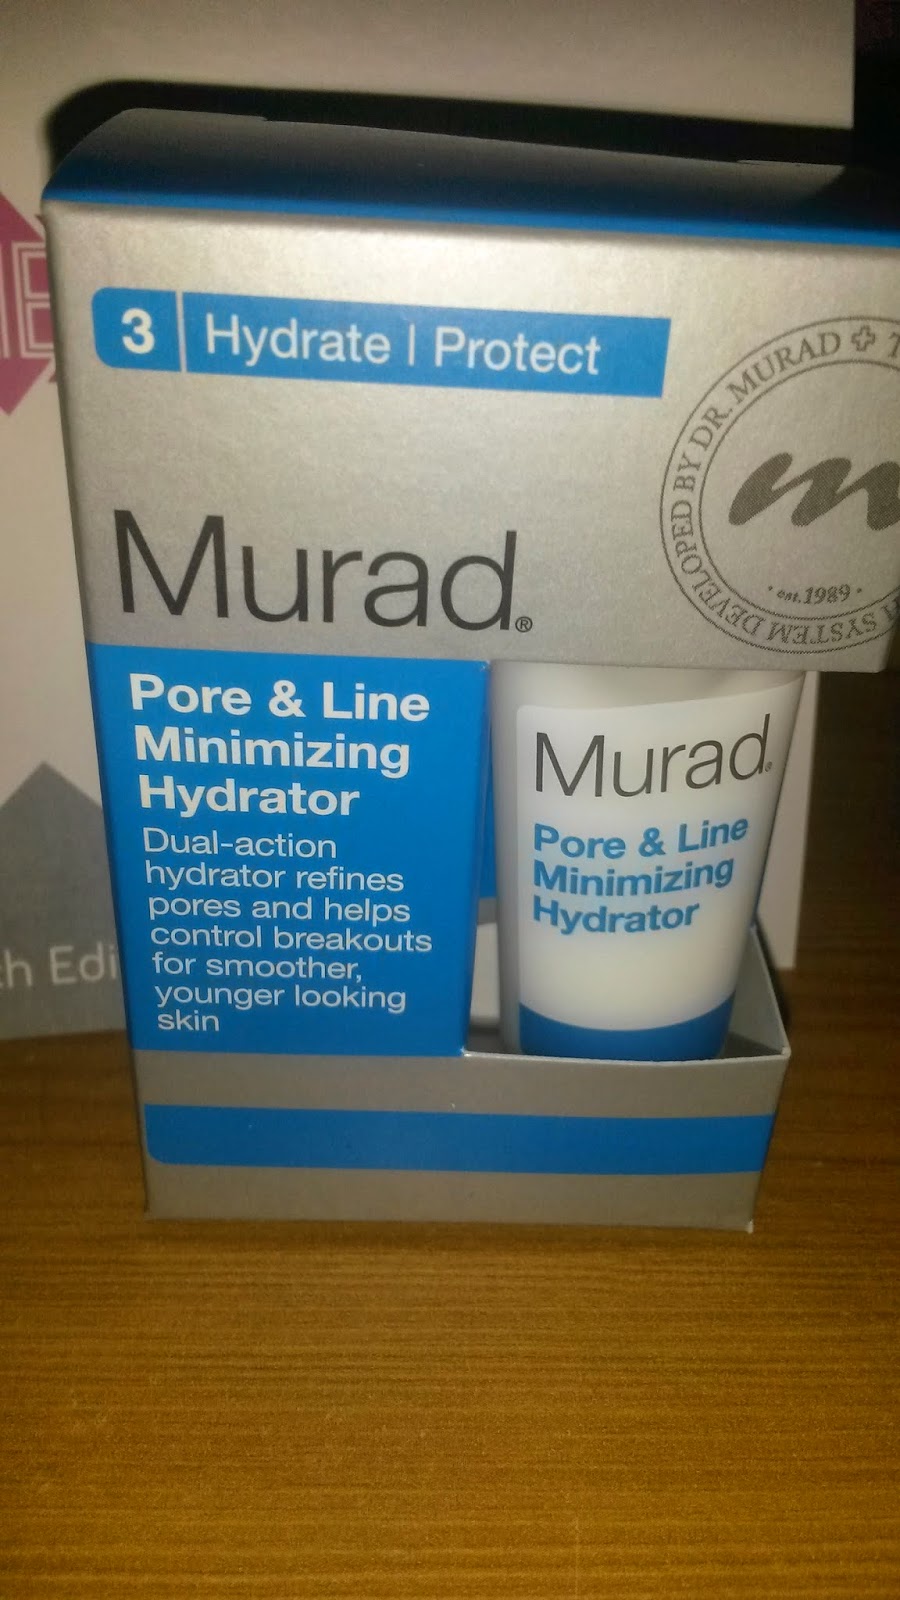 3 Hydrate | Protect
DEVELOPED BY DR. MURAD
SYSTEM
m
est. 1989
Murad®
Pore & Line
Minimizing
Hydrator
Dual-action
hydrator refines
pores and helps
control breakouts
for smoother,
younger looking
skin
Murad
Pore & Line
Minimizing
Hydrator